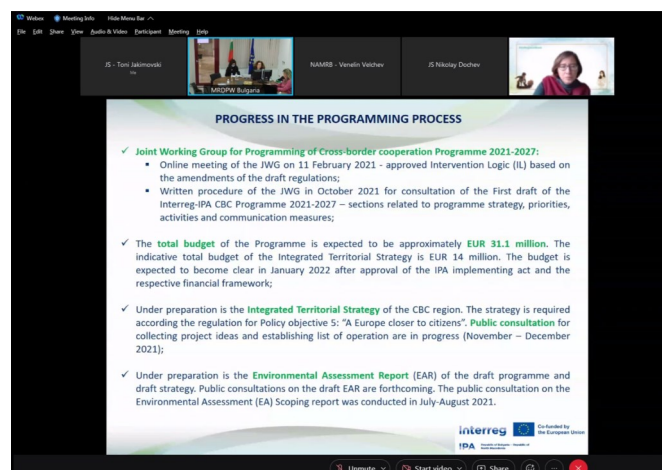 Webex Meeting Info Hide Menu Bar
File Edit Share View Audio & Video Participant Meeting Help
JS - Toni Jakimovski
Me
MRDPW Bulgaria
NAMRB - Venelin Velchev
JS Nikolay Dochev
PROGRESS IN THE PROGRAMMING PROCESS
✓ Joint Working Group for Programming of Cross-border cooperation Programme 2021-2027:
▪ Online meeting of the JWG on 11 February 2021 - approved Intervention Logic (IL) based on
the amendments of the draft regulations;
▪ Written procedure of the JWG in October 2021 for consultation of the First draft of the
Interreg-IPA CBC Programme 2021-2027 – sections related to programme strategy, priorities,
activities and communication measures;
✓ The total budget of the Programme is expected to be approximately EUR 31.1 million. The
indicative total budget of the Integrated Territorial Strategy is EUR 14 million. The budget is
expected to become clear in January 2022 after approval of the IPA implementing act and the
respective financial framework;
✓ Under preparation is the Integrated Territorial Strategy of the CBC region. The strategy is required
according the regulation for Policy objective 5: "A Europe closer to citizens". Public consultation for
collecting project ideas and establishing list of operation are in progress (November – December
2021);
✓ Under preparation is the Environmental Assessment Report (EAR) of the draft programme and
draft strategy. Public consultations on the draft EAR are forthcoming. The public consultation on the
Environmental Assessment (EA) Scoping report was conducted in July-August 2021.
Interreg
Co-funded by
the European Union
IPA
Unmute Start video Share